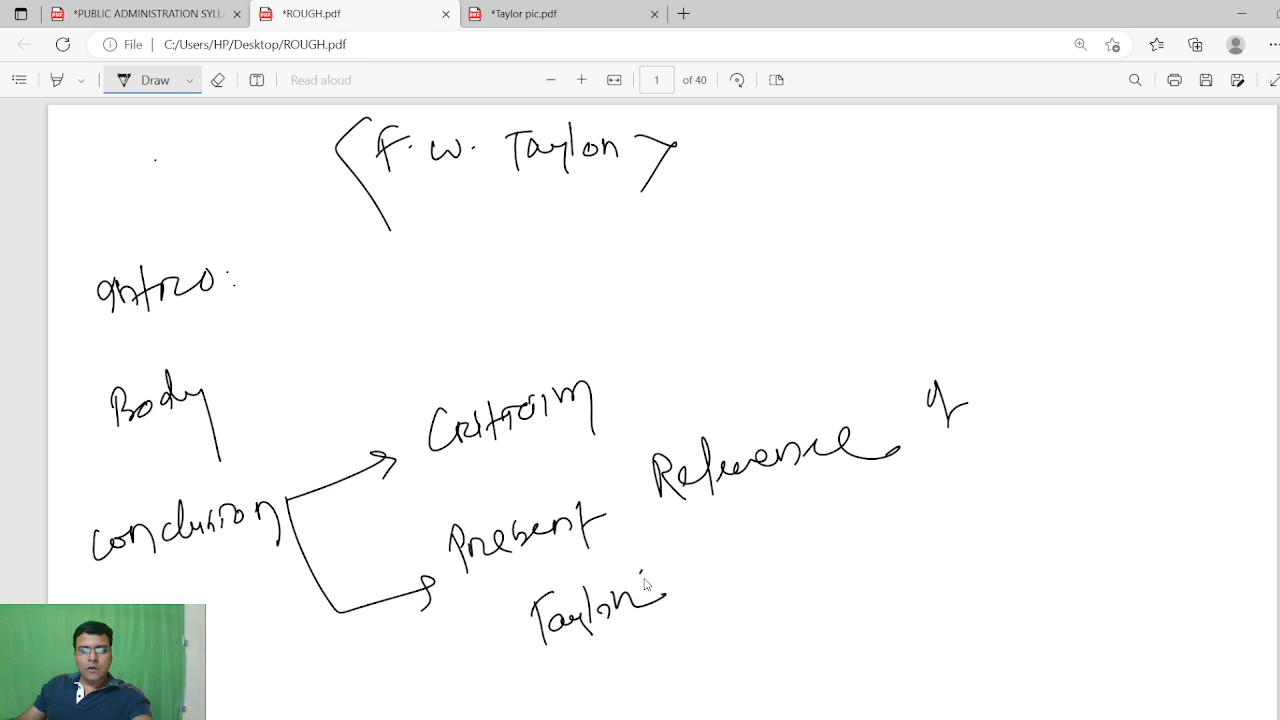 *PUBLIC ADMINISTRATION SYLL
*ROUGH.pdf
*Taylor pic.pdf
File
C:/Users/HP/Desktop/ROUGH.pdf
Draw
Read aloud
1 of 40
F. W. Taylor
Intro:
Body
Criticism
Conclusion
Present Relevance of
Taylor